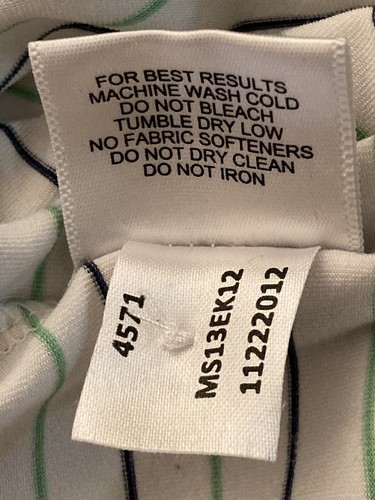 FOR BEST RESULTS
MACHINE WASH COLD
DO NOT BLEACH
TUMBLE DRY LOW
NO FABRIC SOFTENERS
DO NOT DRY CLEAN
DO NOT IRON
4571
MS13EK12
11222012